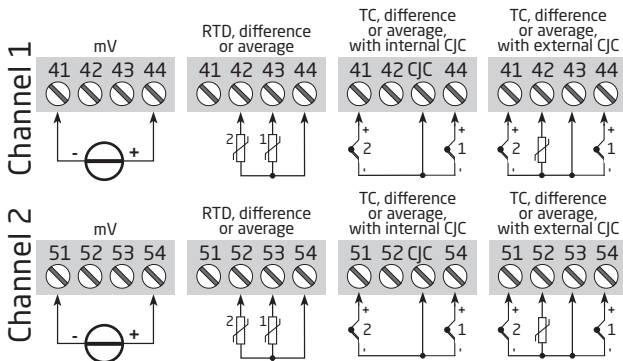 Channel 1
mV
41 42 43 44
- +
RTD, difference
or average
41 42 43 44
2 1
TC, difference
or average,
with internal CJC
41 42 CJC 44
+ +
2 1
- -
TC, difference
or average,
with external CJC
41 42 43 44
+ +
2 1
- -
Channel 2
mV
51 52 53 54
- +
RTD, difference
or average
51 52 53 54
2 1
TC, difference
or average,
with internal CJC
51 52 CJC 54
+ +
2 1
- -
TC, difference
or average,
with external CJC
51 52 53 54
+ +
2 1
- -